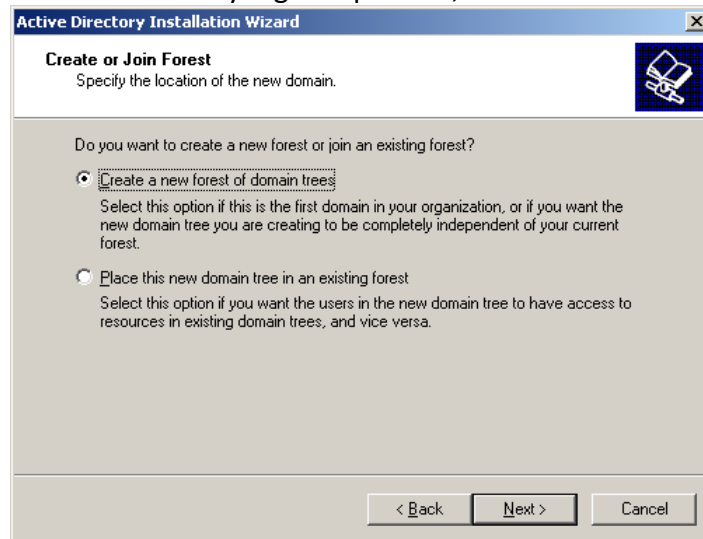 Active Directory Installation Wizard
Create or Join Forest
Specify the location of the new domain.
Do you want to create a new forest or join an existing forest?
Create a new forest of domain trees
Select this option if this is the first domain in your organization, or if you want the
new domain tree you are creating to be completely independent of your current
forest.
Place this new domain tree in an existing forest
Select this option if you want the users in the new domain tree to have access to
resources in existing domain trees, and vice versa.
< Back Next > Cancel